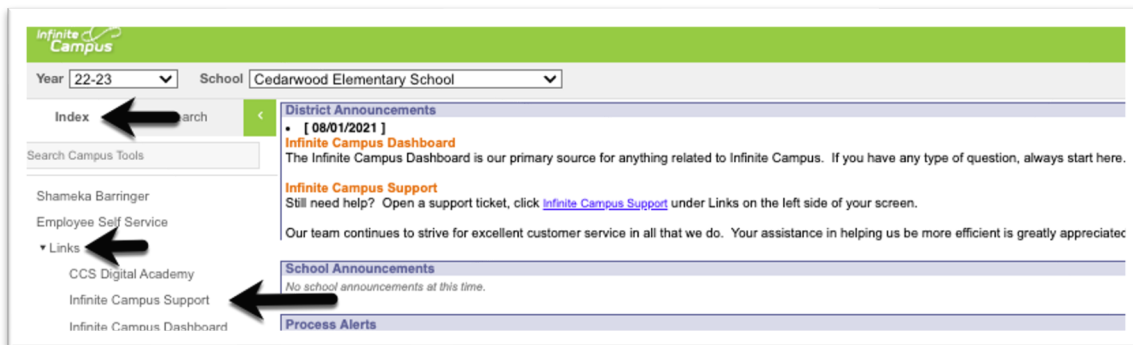 Infinite
Campus
Year 22-23 School Cedarwood Elementary School
Index arch
Search Campus Tools
Shameka Barringer
Employee Self Service
Links
CCS Digital Academy
Infinite Campus Support
Infinite Campus Dashboard
District Announcements
• [ 08/01/2021 ]
Infinite Campus Dashboard
The Infinite Campus Dashboard is our primary source for anything related to Infinite Campus. If you have any type of question, always start here.
Infinite Campus Support
Still need help? Open a support ticket, click Infinite Campus Support under Links on the left side of your screen.
Our team continues to strive for excellent customer service in all that we do. Your assistance in helping us be more efficient is greatly appreciated
School Announcements
No school announcements at this time.
Process Alerts